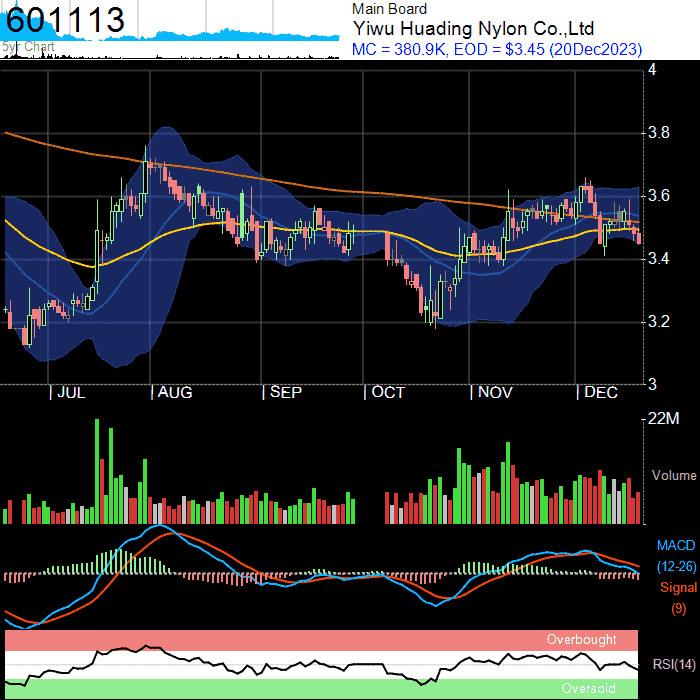 601113
5yr Chart
Main Board
Yiwu Huading Nylon Co.,Ltd
MC = 380.9K, EOD = $3.45 (20Dec2023)
4
3.8
3.6
3.4
3.2
3
| JUL | AUG | SEP | OCT | NOV | DEC
22M
Volume
MACD
(12-26)
Signal
(9)
Overbought
RSI(14)
Oversold